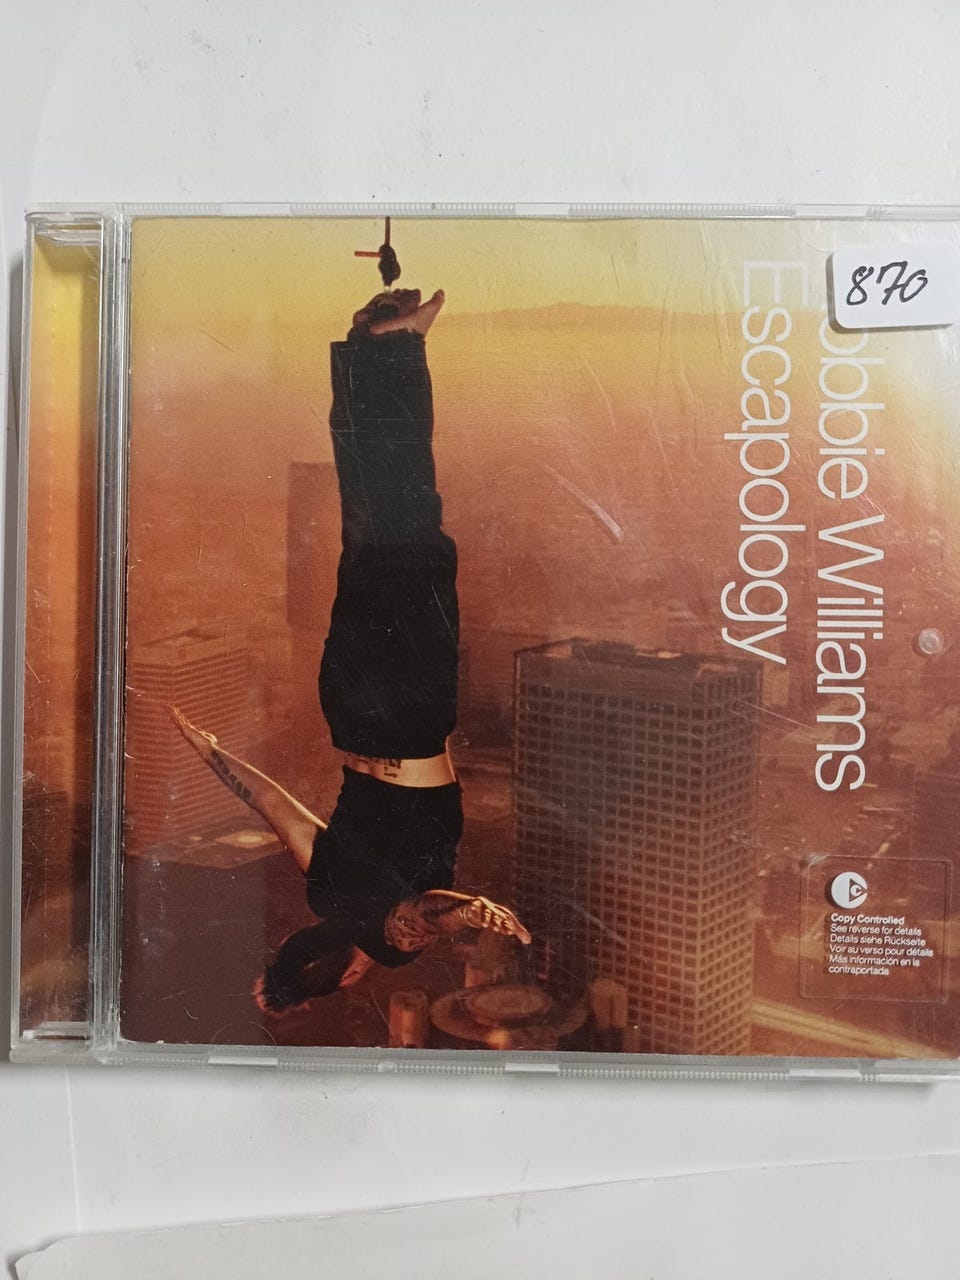 870
obbie Williams
Escapology
Copy Controlled
See reverse for details
Details siehe Rückseite
Voir au verso pour détails
Más información en la
contraportada